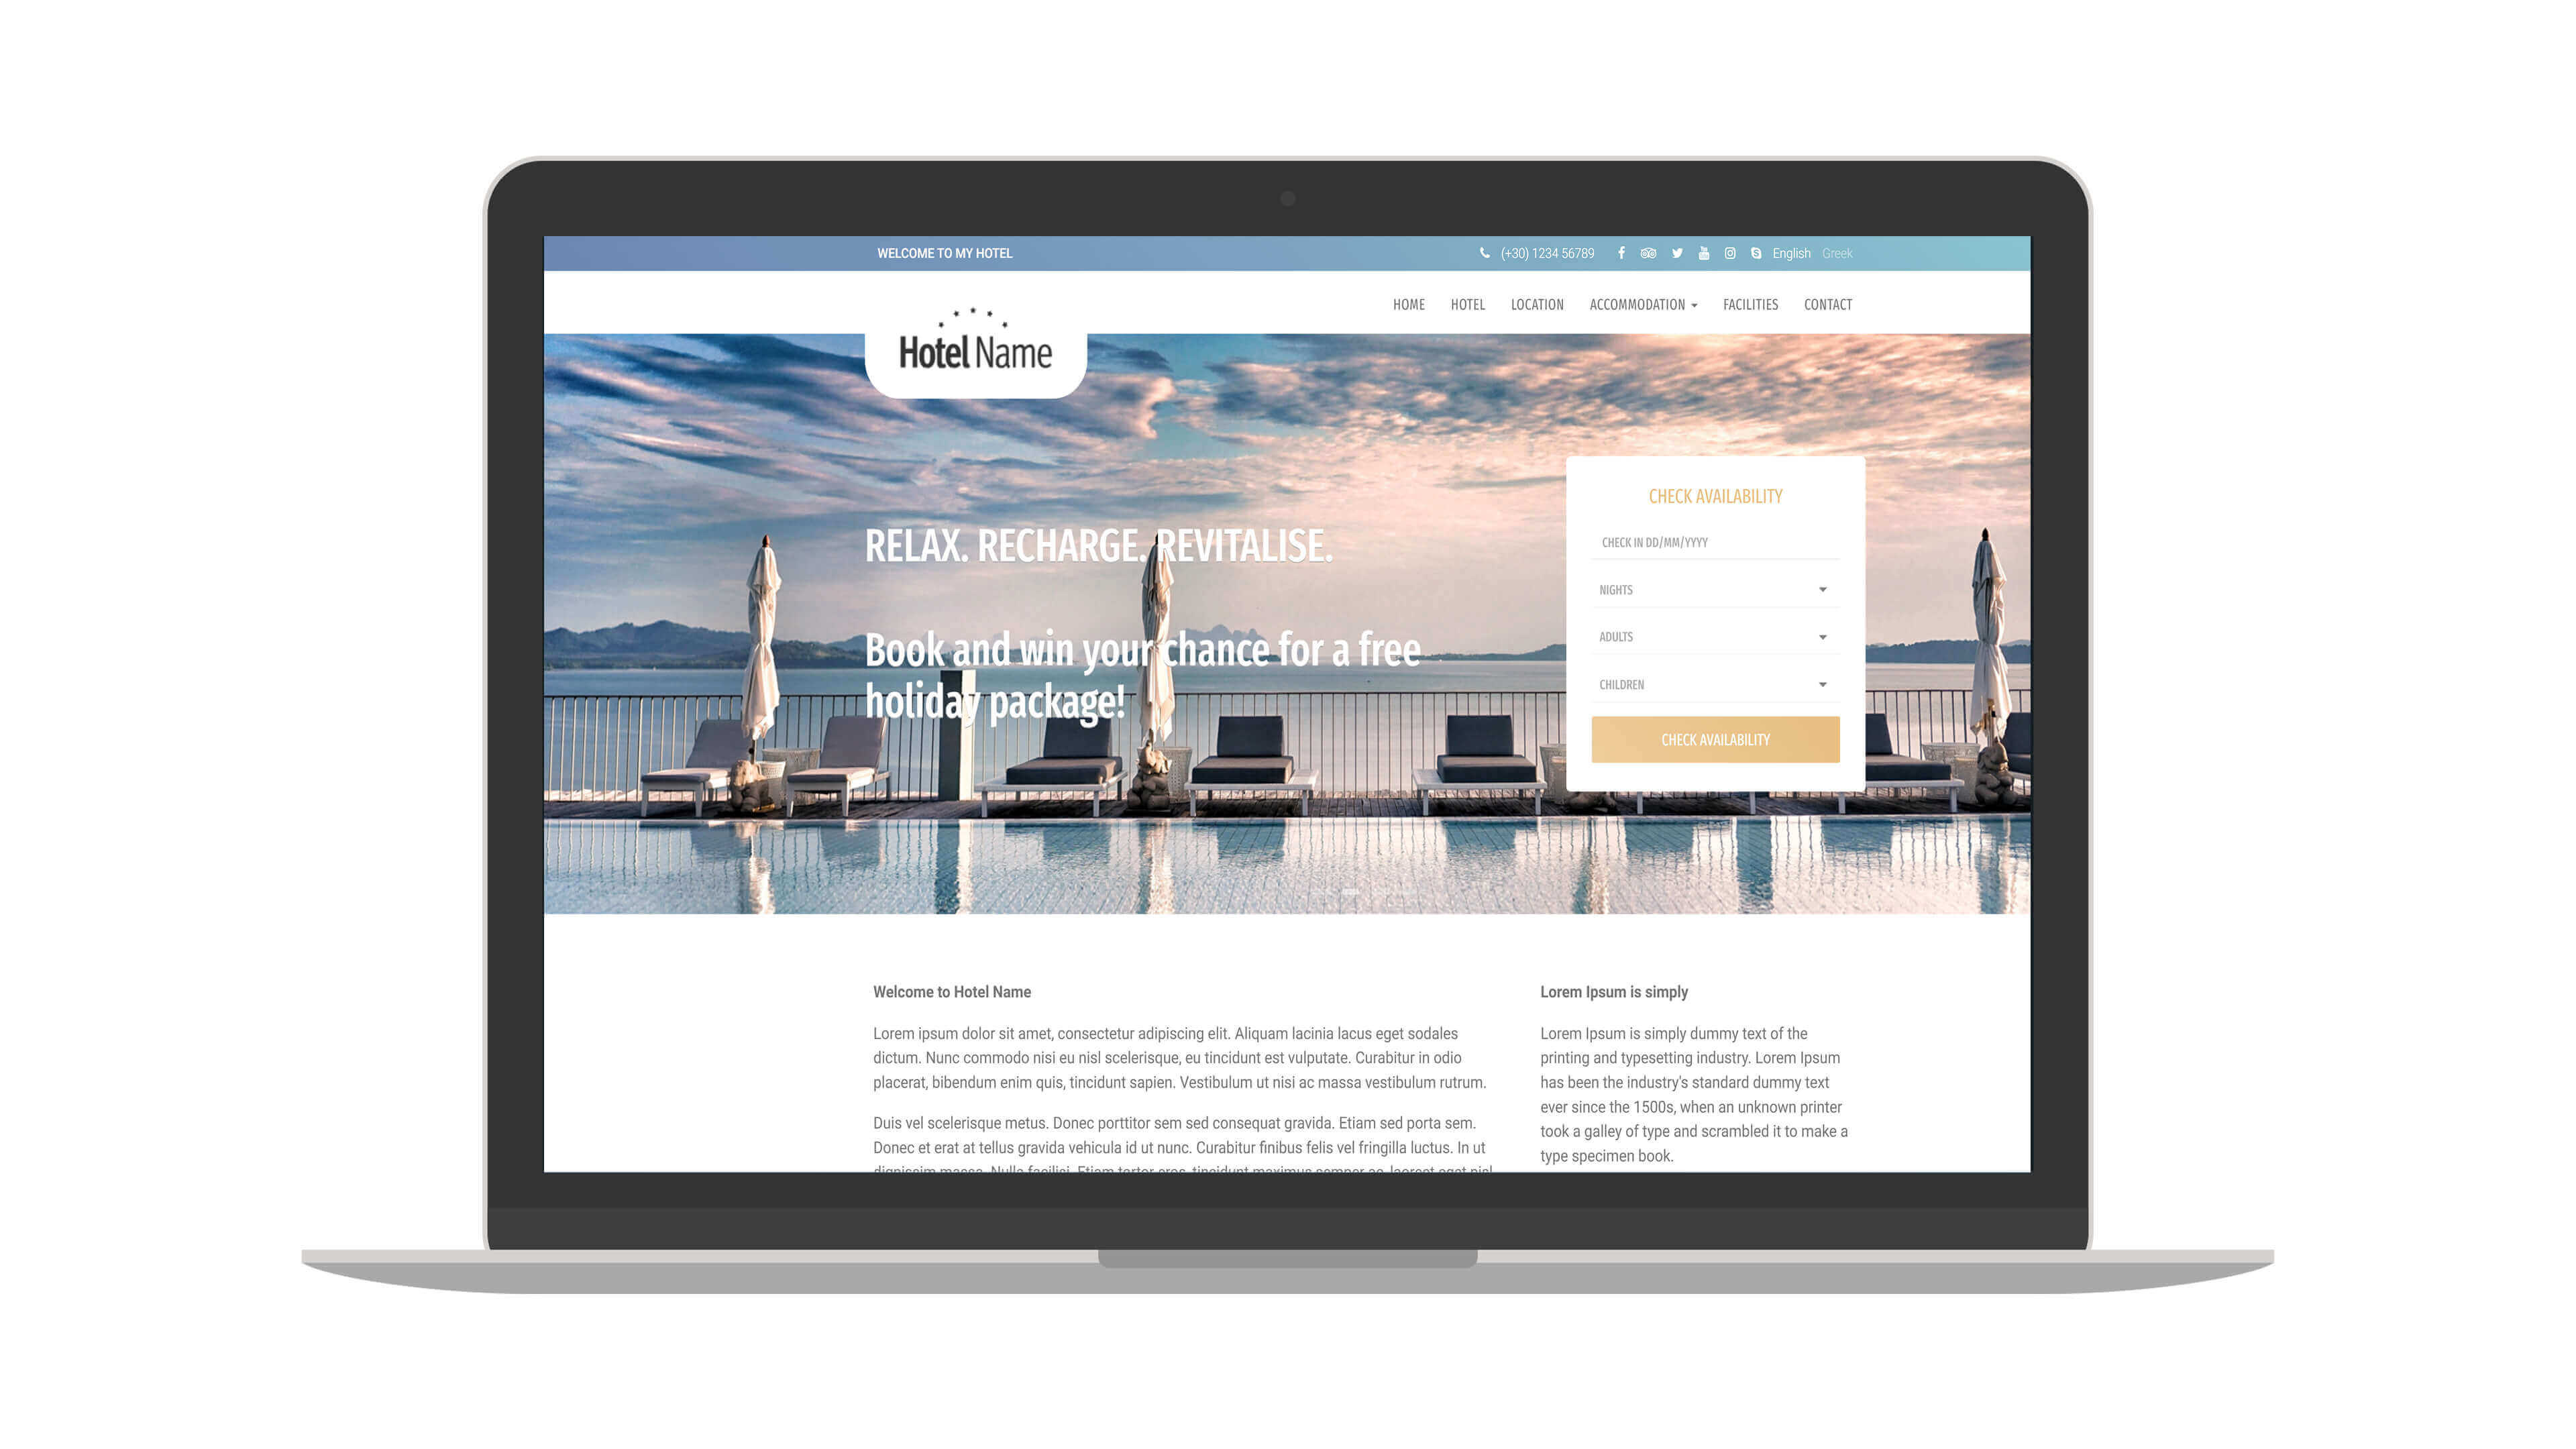 WELCOME TO MY HOTEL
(+30) 1234 56789 English Greek
HOME HOTEL LOCATION ACCOMMODATION FACILITIES CONTACT
Hotel Name
RELAX. RECHARGE. REVITALISE.
Book and win your chance for a free
holiday package!
CHECK AVAILABILITY
CHECK IN DD/MM/YYYY
NIGHTS
ADULTS
CHILDREN
CHECK AVAILABILITY
Welcome to Hotel Name
Lorem ipsum dolor sit amet, consectetur adipiscing elit. Aliquam lacinia lacus eget sodales
dictum. Nunc commodo nisi eu nisl scelerisque, eu tincidunt est vulputate. Curabitur in odio
placerat, bibendum enim quis, tincidunt sapien. Vestibulum ut nisi ac massa vestibulum rutrum.
Duis vel scelerisque metus. Donec porttitor sem sed consequat gravida. Etiam sed porta sem.
Donec et erat at tellus gravida vehicula id ut nunc. Curabitur finibus felis vel fringilla luctus. In ut
Lorem Ipsum is simply
Lorem Ipsum is simply dummy text of the
printing and typesetting industry. Lorem Ipsum
has been the industry's standard dummy text
ever since the 1500s, when an unknown printer
took a galley of type and scrambled it to make a
type specimen book.